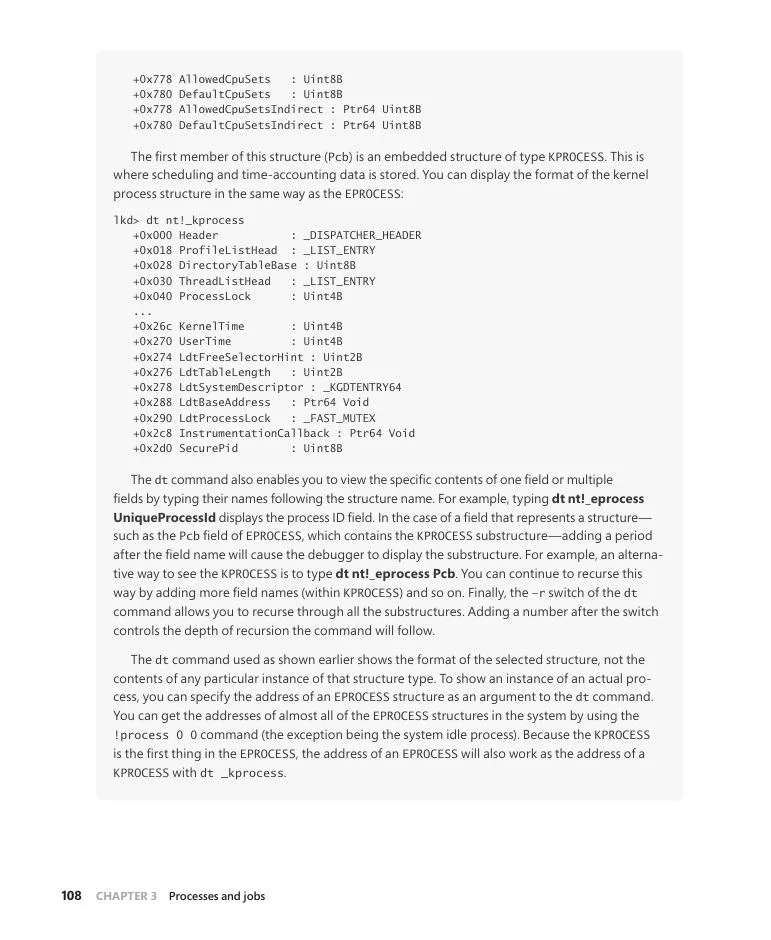 +0x778 AllowedCpuSets   : Uint8B
+0x780 DefaultCpuSets   : Uint8B
+0x778 AllowedCpuSetsIndirect : Ptr64 Uint8B
+0x780 DefaultCpuSetsIndirect : Ptr64 Uint8B
The first member of this structure (Pcb) is an embedded structure of type KPROCESS. This is
where scheduling and time-accounting data is stored. You can display the format of the kernel
process structure in the same way as the EPROCESS:
lkd> dt nt!_kprocess
+0x000 Header           : _DISPATCHER_HEADER
+0x018 ProfileListHead  : _LIST_ENTRY
+0x028 DirectoryTableBase : Uint8B
+0x030 ThreadListHead   : _LIST_ENTRY
+0x040 ProcessLock      : Uint4B
...
+0x26c KernelTime       : Uint4B
+0x270 UserTime         : Uint4B
+0x274 LdtFreeSelectorHint : Uint2B
+0x276 LdtTableLength   : Uint2B
+0x278 LdtSystemDescriptor : _KGDTENTRY64
+0x288 LdtBaseAddress   : Ptr64 Void
+0x290 LdtProcessLock   : _FAST_MUTEX
+0x2c8 InstrumentationCallback : Ptr64 Void
+0x2d0 SecurePid        : Uint8B
The dt command also enables you to view the specific contents of one field or multiple
fields by typing their names following the structure name. For example, typing dt nt!_eprocess
UniqueProcessId displays the process ID field. In the case of a field that represents a structure—
such as the Pcb field of EPROCESS, which contains the KPROCESS substructure—adding a period
after the field name will cause the debugger to display the substructure. For example, an alterna-
tive way to see the KPROCESS is to type dt nt!_eprocess Pcb. You can continue to recurse this
way by adding more field names (within KPROCESS) and so on. Finally, the –r switch of the dt
command allows you to recurse through all the substructures. Adding a number after the switch
controls the depth of recursion the command will follow.
The dt command used as shown earlier shows the format of the selected structure, not the
contents of any particular instance of that structure type. To show an instance of an actual pro-
cess, you can specify the address of an EPROCESS structure as an argument to the dt command.
You can get the addresses of almost all of the EPROCESS structures in the system by using the
!process 0 0 command (the exception being the system idle process). Because the KPROCESS
is the first thing in the EPROCESS, the address of an EPROCESS will also work as the address of a
KPROCESS with dt _kprocess.
108 CHAPTER 3 Processes and jobs